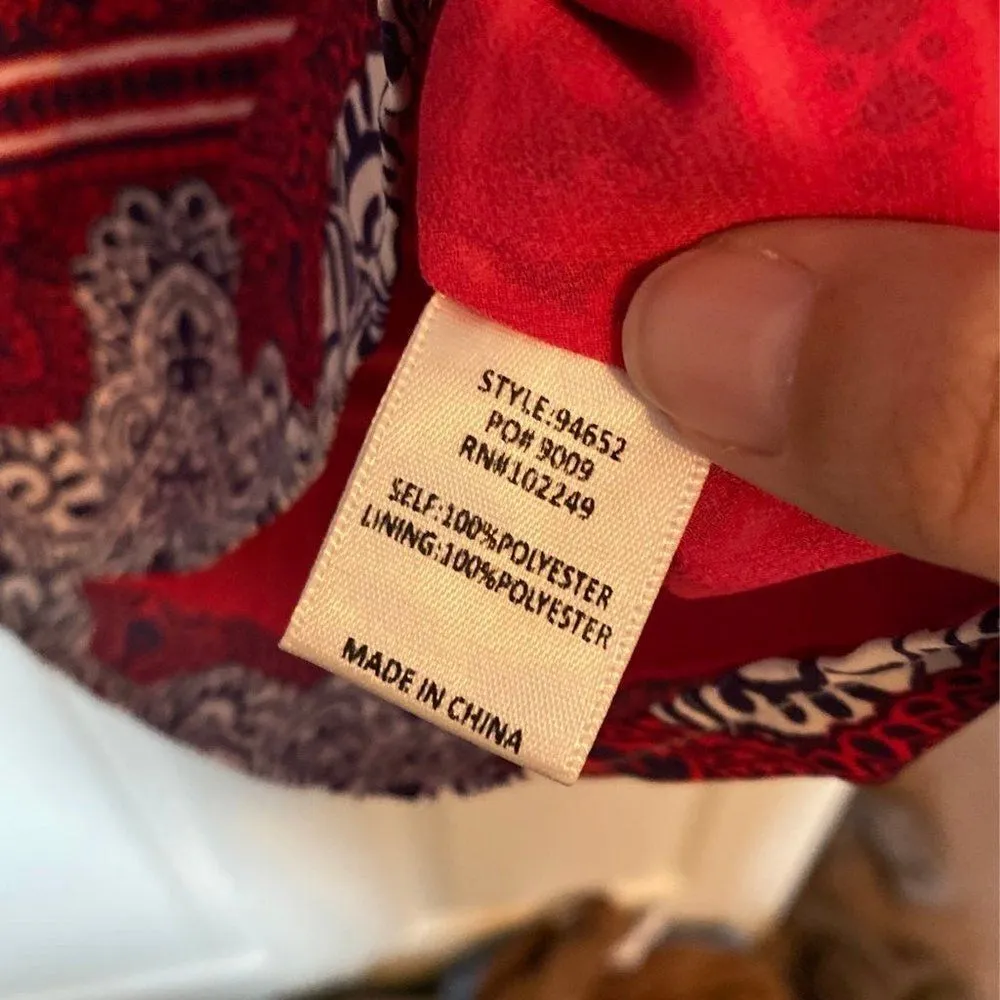 STYLE:94652
PO# 9009
RN#102249
SELF:100%POLYESTER
LINING:100%POLYESTER
MADE IN CHINA